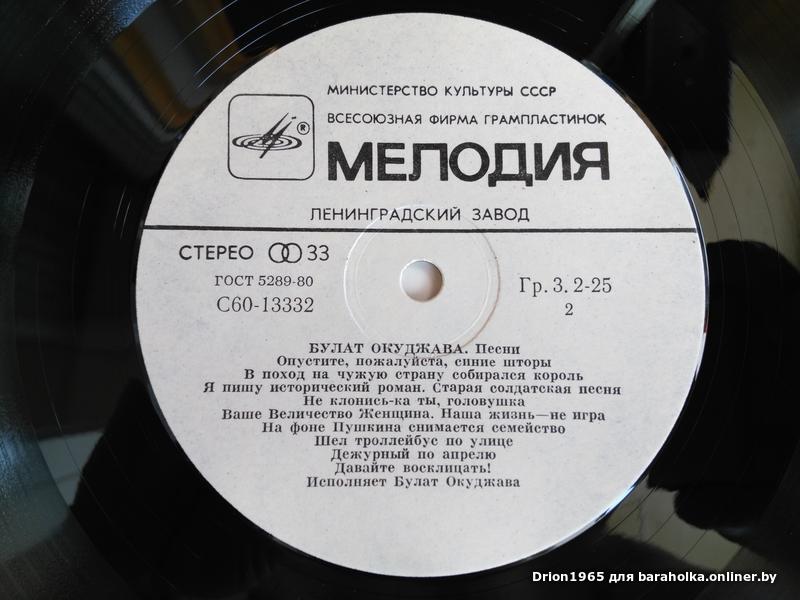 МИНИСТЕРСТВО КУЛЬТУРЫ СССР
ВСЕСОЮЗНАЯ ФИРМА ГРАМПЛАСТИНОК
®
МЕЛОДИЯ
ЛЕНИНГРАДСКИЙ ЗАВОД
СТЕРЕО 33
ГОСТ 5289-80
С60-13332
Гр. 3. 2-25
2
БУЛАТ ОКУДЖАВА. Песни
Опустите, пожалуйста, синие шторы
В поход на чужую страну собирался король
Я пишу исторический роман. Старая солдатская песня
Не клонись-ка ты, головушка
Ваше Величество Женщина. Наша жизнь—не игра
На фоне Пушкина снимается семейство
Шел троллейбус по улице
Дежурный по апрелю
Давайте восклицать!
Исполняет Булат Окуджава
Drion1965 для baraholka.onliner.by